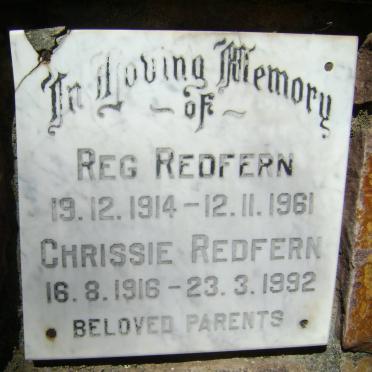 In Loving Memory
– of –
REG REDFERN
19.12.1914 – 12.11.1961
CHRISSIE REDFERN
16.8.1916 – 23.3.1992
BELOVED PARENTS